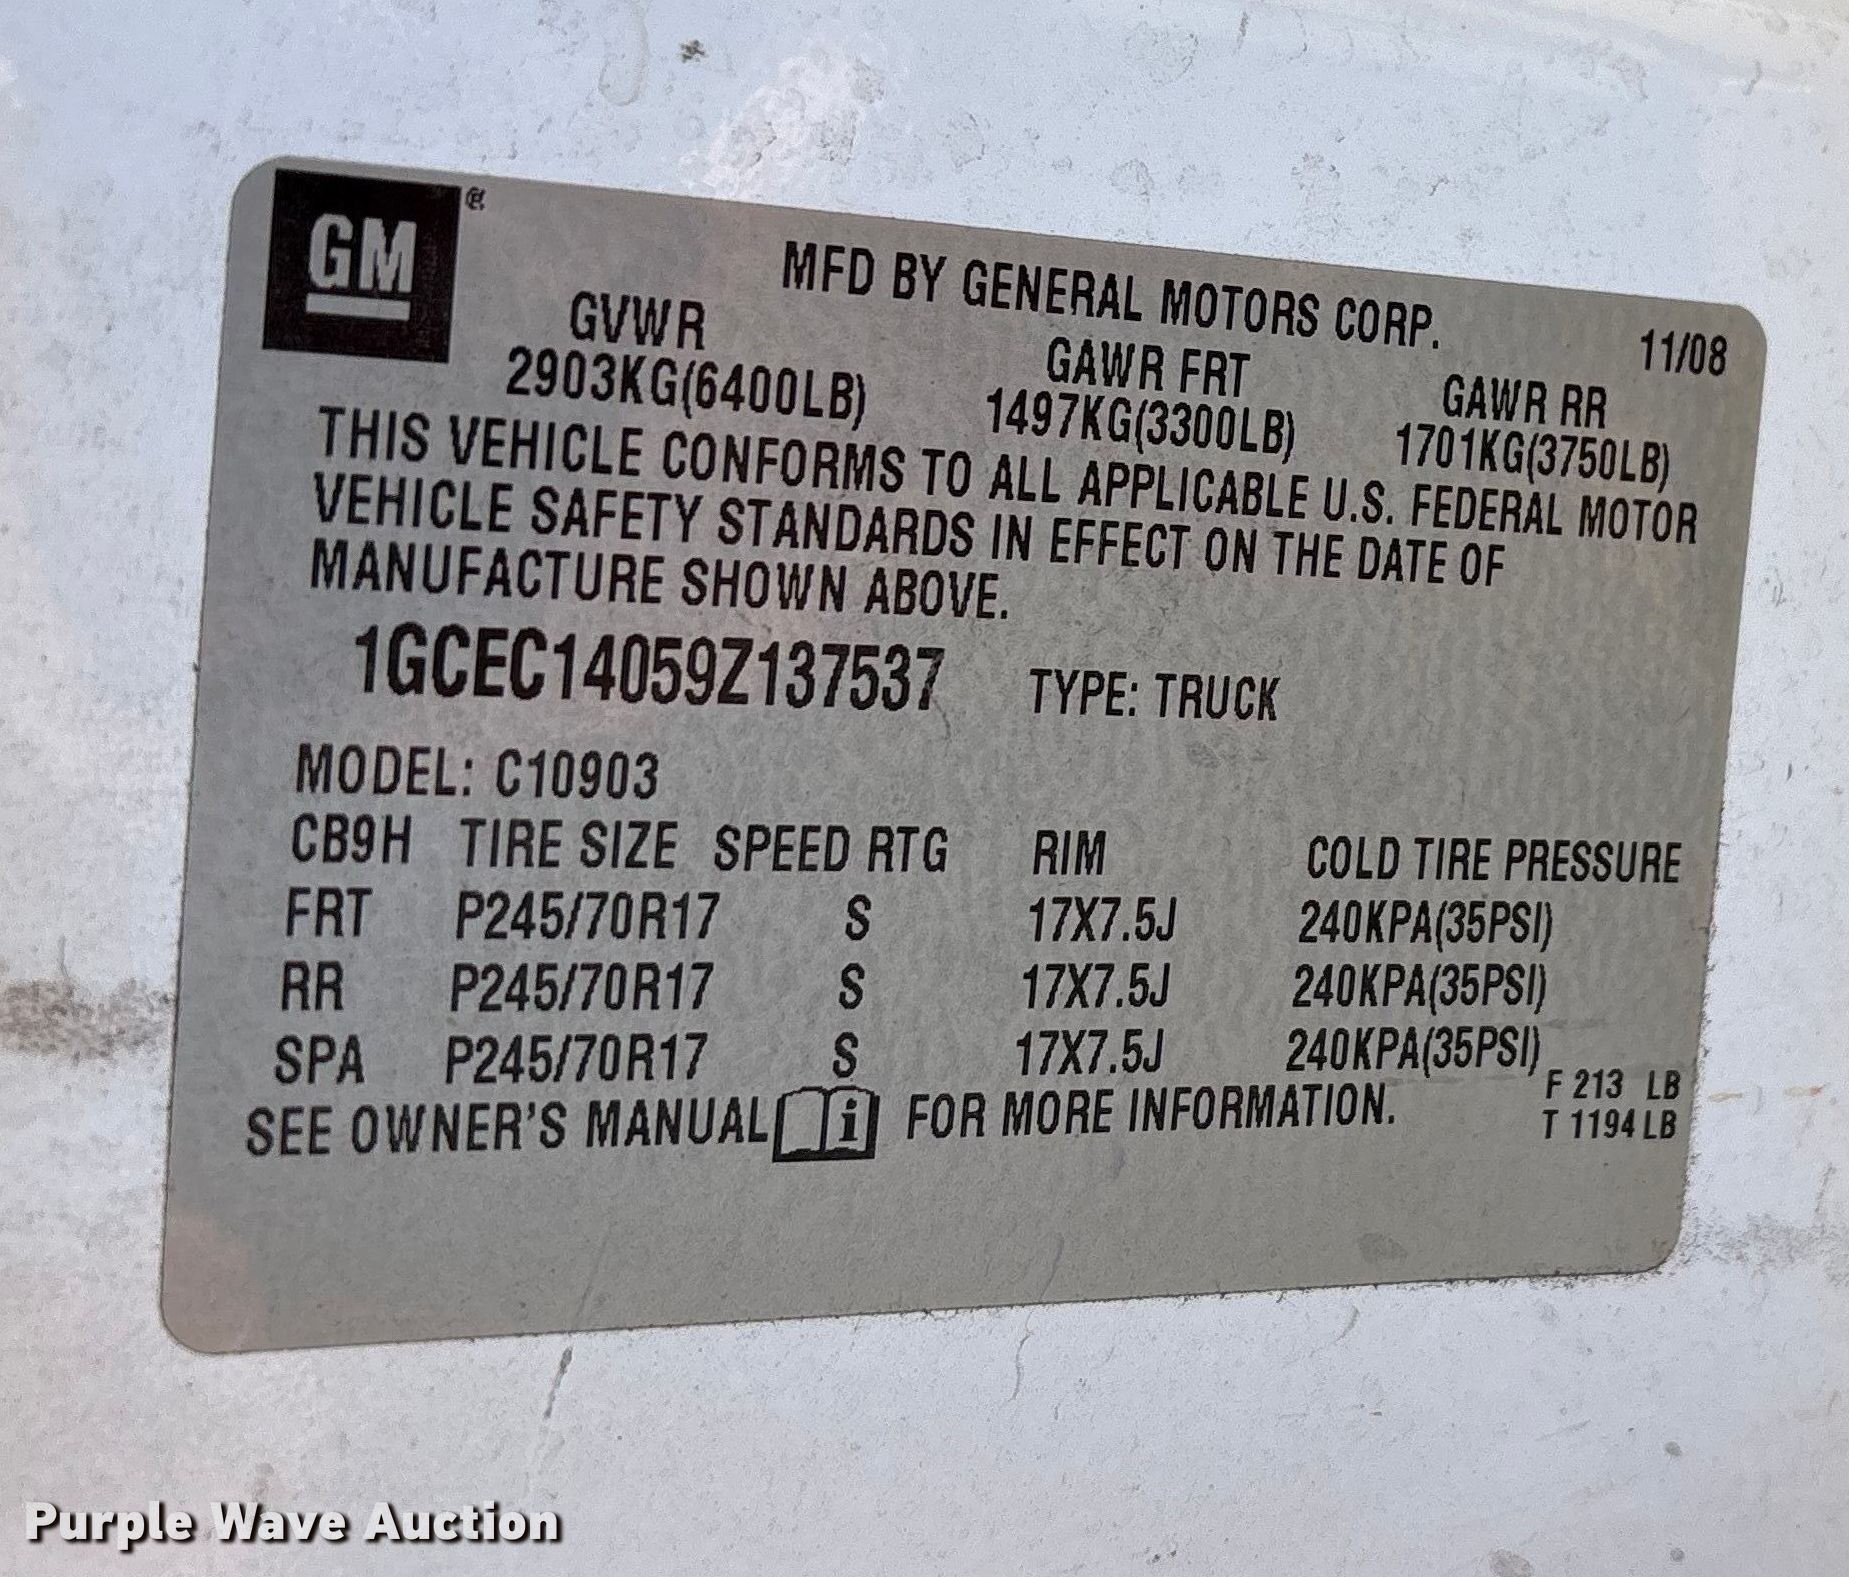 GM
MFD BY GENERAL MOTORS CORP.
11/08
GVWR GAWR FRT GAWR RR
2903KG(6400LB) 1497KG(3300LB) 1701KG(3750LB)
THIS VEHICLE CONFORMS TO ALL APPLICABLE U.S. FEDERAL MOTOR
VEHICLE SAFETY STANDARDS IN EFFECT ON THE DATE OF
MANUFACTURE SHOWN ABOVE.
1GCEC14059Z137537 TYPE: TRUCK
MODEL: C10903
CB9H TIRE SIZE SPEED RTG RIM COLD TIRE PRESSURE
FRT P245/70R17 S 17X7.5J 240KPA(35PSI)
RR P245/70R17 S 17X7.5J 240KPA(35PSI)
SPA P245/70R17 S 17X7.5J 240KPA(35PSI)
F 213 LB
SEE OWNER'S MANUAL i FOR MORE INFORMATION.
T 1194 LB
Purple Wave Auction